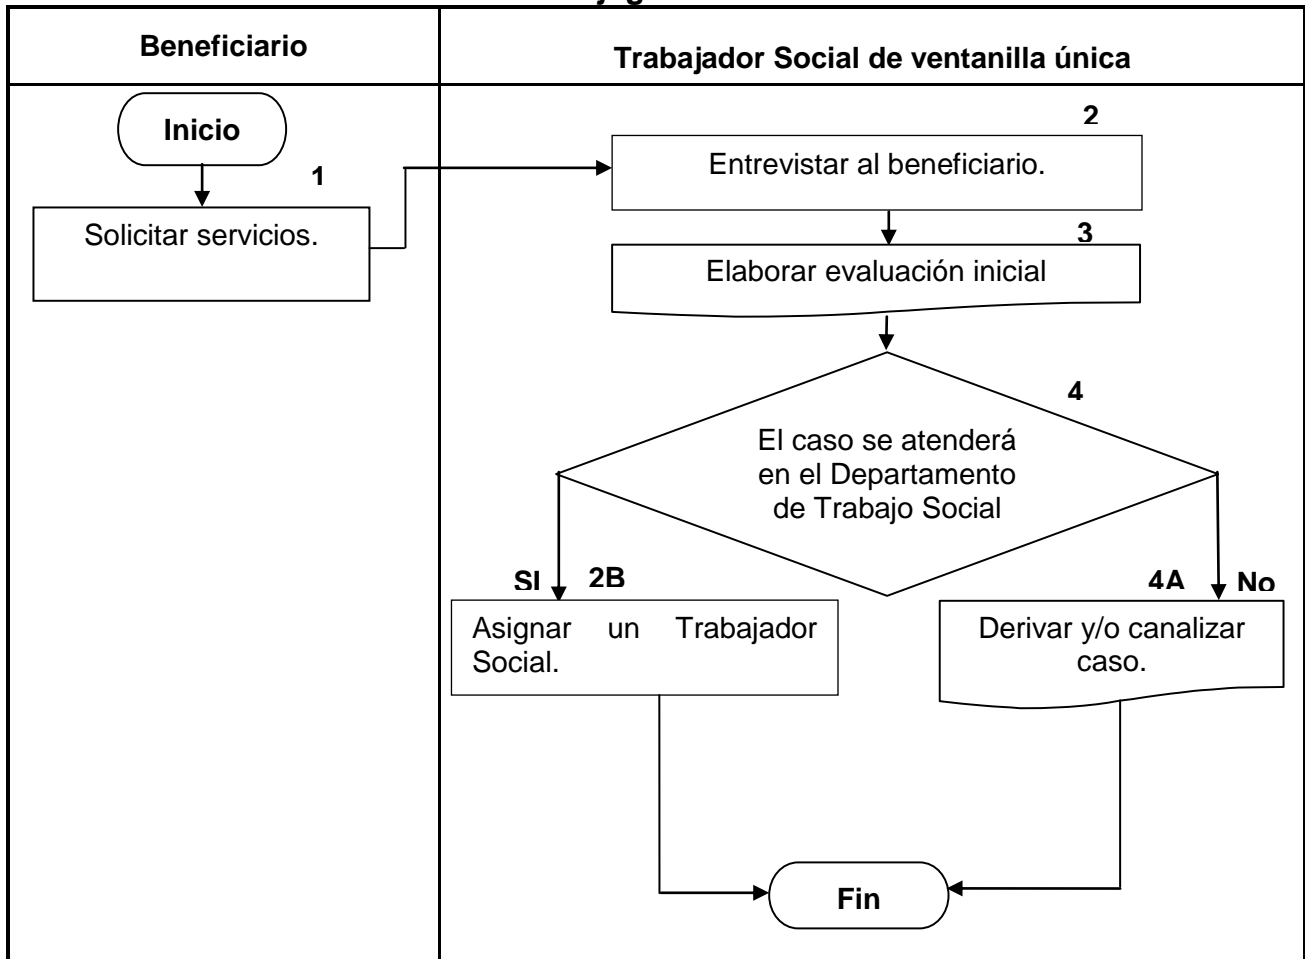 Beneficiario
Trabajador Social de ventanilla única
Inicio
1
Solicitar servicios.
2
Entrevistar al beneficiario.
3
Elaborar evaluación inicial
4
El caso se atenderá
en el Departamento
de Trabajo Social
SI
2B
4A
No
Asignar un Trabajador
Social.
Derivar y/o canalizar
caso.
Fin